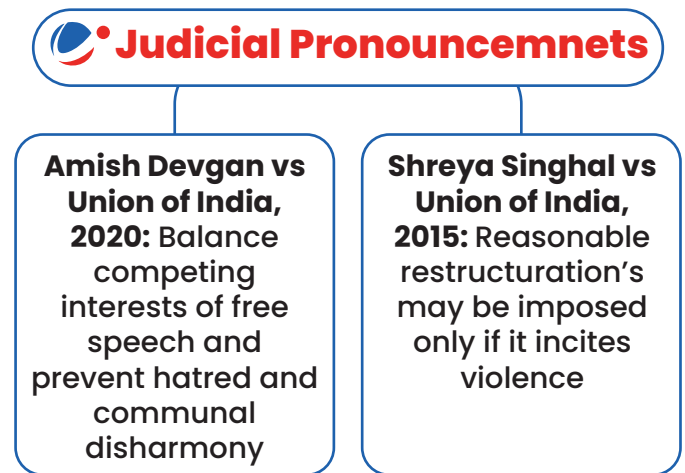 Judicial Pronouncemnets
Amish Devgan vs
Union of India,
2020: Balance
competing
interests of free
speech and
prevent hatred and
communal
disharmony
Shreya Singhal vs
Union of India,
2015: Reasonable
restructuration's
may be imposed
only if it incites
violence